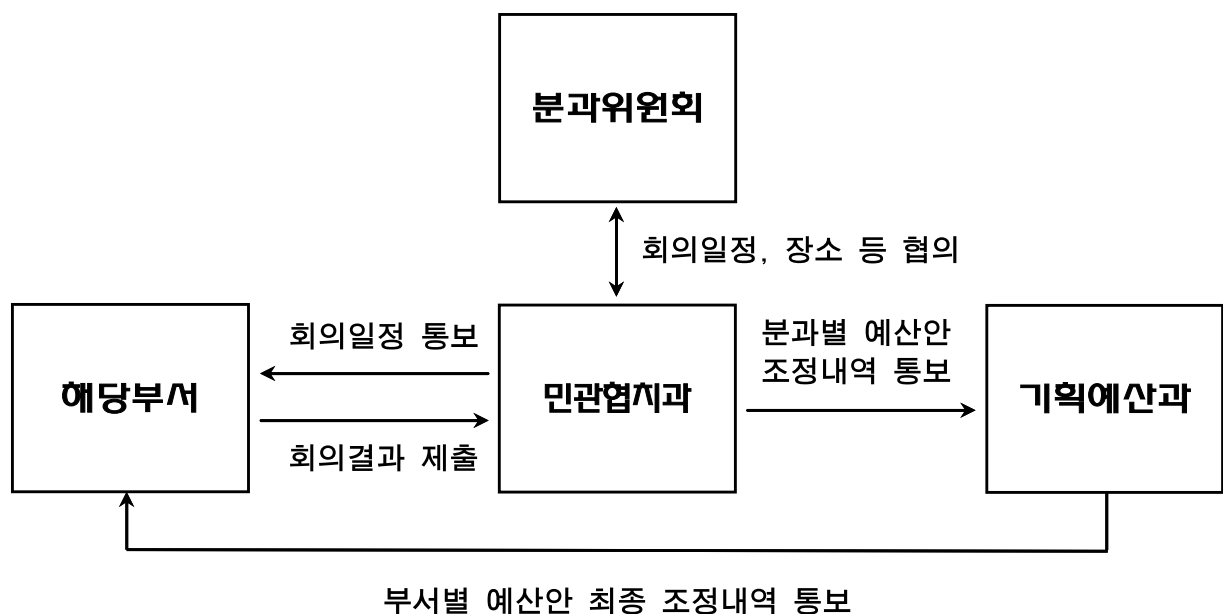 분과위원회
회의일정, 장소 등 협의
회의일정 통보
분과별 예산안
조정내역 통보
해당부서
민관협치과
기획예산과
회의결과 제출
부서별 예산안 최종 조정내역 통보